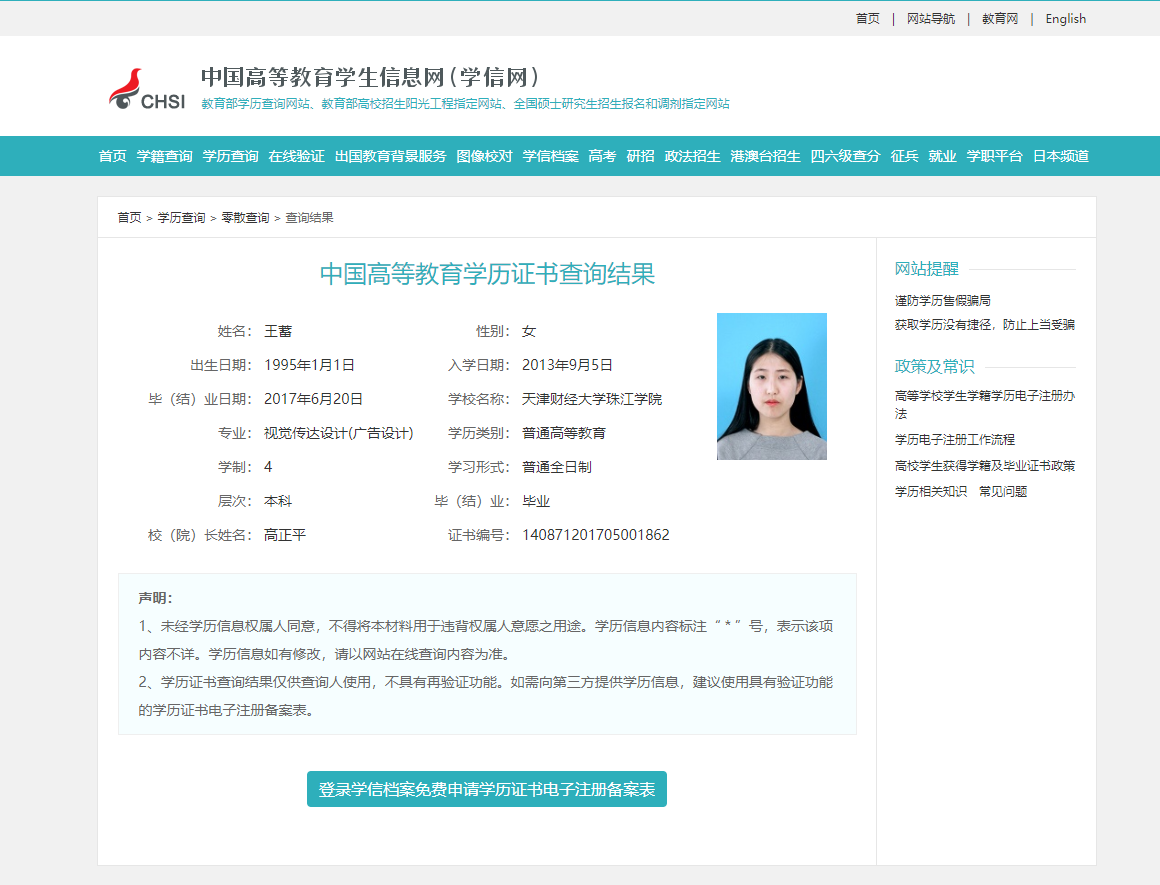 首页 | 网站导航 | 教育网 | English
中国高等教育学生信息网(学信网)
CHSI
教育部学历查询网站、教育部高校招生阳光工程指定网站、全国硕士研究生招生报名和调剂指定网站
首页 学籍查询 学历查询 在线验证 出国教育背景服务 图像校对 学信档案 高考 研招 政法招生 港澳台招生 四六级查分 征兵 就业 学职平台 日本频道
首页 > 学历查询 > 零散查询 > 查询结果
中国高等教育学历证书查询结果
姓名: 王蓄 性别: 女
出生日期: 1995年1月1日 入学日期: 2013年9月5日
毕（结）业日期: 2017年6月20日 学校名称: 天津财经大学珠江学院
专业: 视觉传达设计(广告设计) 学历类别: 普通高等教育
学制: 4 学习形式: 普通全日制
层次: 本科 毕（结）业: 毕业
校（院）长姓名: 高正平 证书编号: 140871201705001862
声明：
1、未经学历信息权属人同意，不得将本材料用于违背权属人意愿之用途。学历信息内容标注“ * ”号，表示该项
内容不详。学历信息如有修改，请以网站在线查询内容为准。
2、学历证书查询结果仅供查询人使用，不具有再验证功能。如需向第三方提供学历信息，建议使用具有验证功能
的学历证书电子注册备案表。
登录学信档案免费申请学历证书电子注册备案表
网站提醒
谨防学历售假骗局
获取学历没有捷径，防止上当受骗
政策及常识
高等学校学生学籍学历电子注册办
法
学历电子注册工作流程
高校学生获得学籍及毕业证书政策
学历相关知识 常见问题